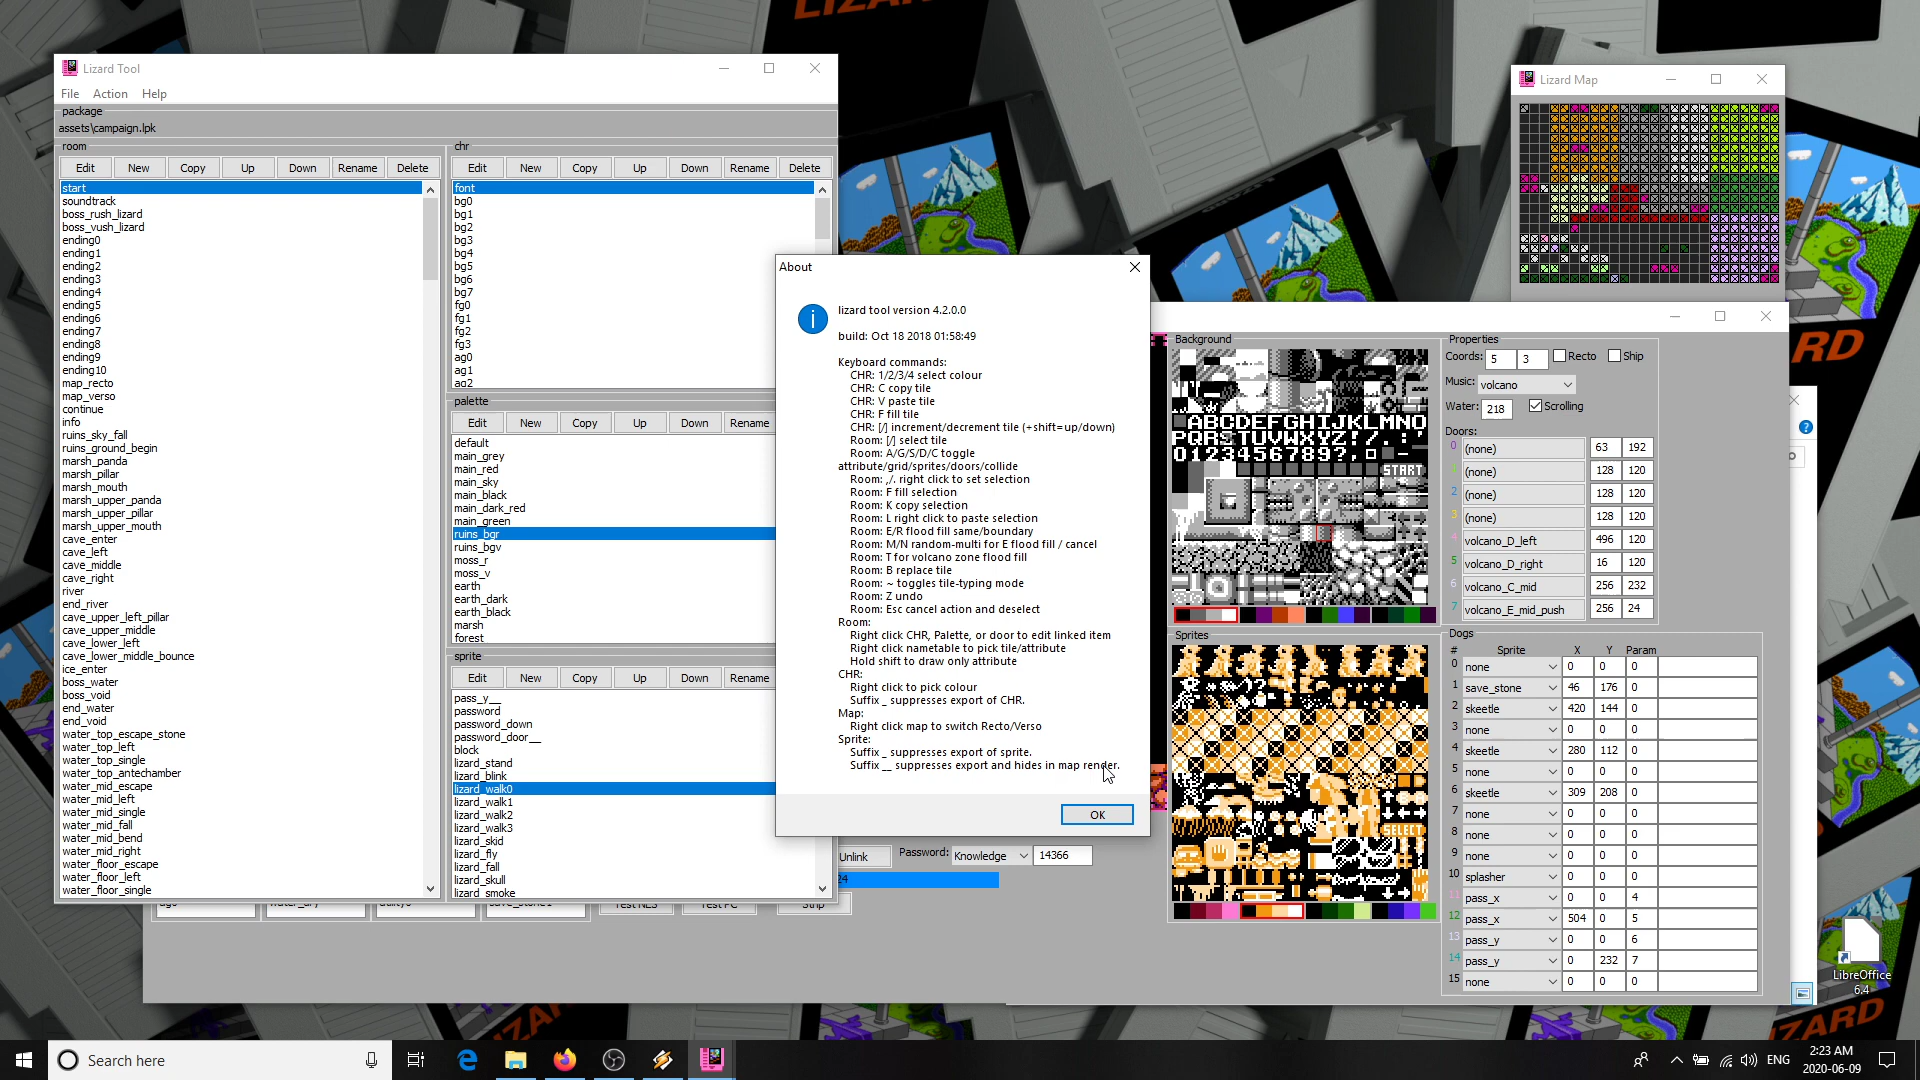 LIZARD
Lizard Tool
File Action Help
package
assets\campaign.lpk
room
Edit New Copy Up Down Rename Delete
start
soundtrack
boss_rush_lizard
boss_vush_lizard
ending0
ending1
ending2
ending3
ending4
ending5
ending6
ending7
ending8
ending9
ending10
map_recto
map_verso
continue
info
ruins_sky_fall
ruins_ground_begin
marsh_panda
marsh_pillar
marsh_mouth
marsh_upper_panda
marsh_upper_pillar
marsh_upper_mouth
cave_enter
cave_left
cave_middle
cave_right
river
end_river
cave_upper_left_pillar
cave_upper_middle
cave_lower_left
cave_lower_middle_bounce
ice_enter
boss_water
boss_void
end_water
end_void
water_top_escape_stone
water_top_left
water_top_single
water_top_antechamber
water_mid_escape
water_mid_left
water_mid_single
water_mid_fall
water_mid_bend
water_mid_right
water_floor_escape
water_floor_left
water_floor_single
chr
Edit New Copy Up Down Rename Delete
font
bg0
bg1
bg2
bg3
bg4
bg5
bg6
bg7
fg0
fg1
fg2
fg3
ag0
ag1
ag2
palette
Edit New Copy Up Down Rename
default
main_grey
main_red
main_sky
main_black
main_dark_red
main_green
ruins_bgr
ruins_bgv
moss_r
moss_v
earth
earth_dark
earth_black
marsh
forest
sprite
Edit New Copy Up Down Rename
pass_y__
password
password_down
password_door__
block
lizard_stand
lizard_blink
lizard_walk0
lizard_walk1
lizard_walk2
lizard_walk3
lizard_skid
lizard_fly
lizard_fall
lizard_skull
lizard_smoke
About
lizard tool version 4.2.0.0
build: Oct 18 2018 01:58:49
Keyboard commands:
CHR: 1/2/3/4 select colour
CHR: C copy tile
CHR: V paste tile
CHR: F fill tile
CHR: [/] increment/decrement tile (+shift=up/down)
Room: [/] select tile
Room: A/G/S/D/C toggle
attribute/grid/sprites/doors/collide
Room: ,/. right click to set selection
Room: F fill selection
Room: K copy selection
Room: L right click to paste selection
Room: E/R flood fill same/boundary
Room: M/N random-multi for E flood fill / cancel
Room: T for volcano zone flood fill
Room: B replace tile
Room: ~ toggles tile-typing mode
Room: Z undo
Room: Esc cancel action and deselect
Room:
Right click CHR, Palette, or door to edit linked item
Right click nametable to pick tile/attribute
Hold shift to draw only attribute
CHR:
Right click to pick colour
Suffix _ suppresses export of CHR.
Map:
Right click map to switch Recto/Verso
Sprite:
Suffix _ suppresses export of sprite.
Suffix __ suppresses export and hides in map render.
OK
Unlink Password: Knowledge 14366
24
Test NES Test PC Strip
Lizard Map
Background
ABCDEFGHIJKLMNO
PQRSTUVWXYZ!/.:'
0123456789?,
START
Sprites
SELECT
Properties
Coords: 5 3 Recto Ship
Music: volcano
Water: 218 Scrolling
Doors:
0 (none) 63 192
1 (none) 128 120
2 (none) 128 120
3 (none) 128 120
4 volcano_D_left 496 120
5 volcano_D_right 16 120
6 volcano_C_mid 256 232
7 volcano_E_mid_push 256 24
Dogs
# Sprite X Y Param
0 none 0 0 0
1 save_stone 46 176 0
2 skeetle 420 144 0
3 none 0 0 0
4 skeetle 280 112 0
5 none 0 0 0
6 skeetle 309 208 0
7 none 0 0 0
8 none 0 0 0
9 none 0 0 0
10 splasher 0 0 0
11 pass_x 0 0 4
12 pass_x 504 0 5
13 pass_y 0 0 6
14 pass_y 0 232 7
15 none 0 0 0
LibreOffice
6.4
Search here
ENG
2:23 AM
2020-06-09